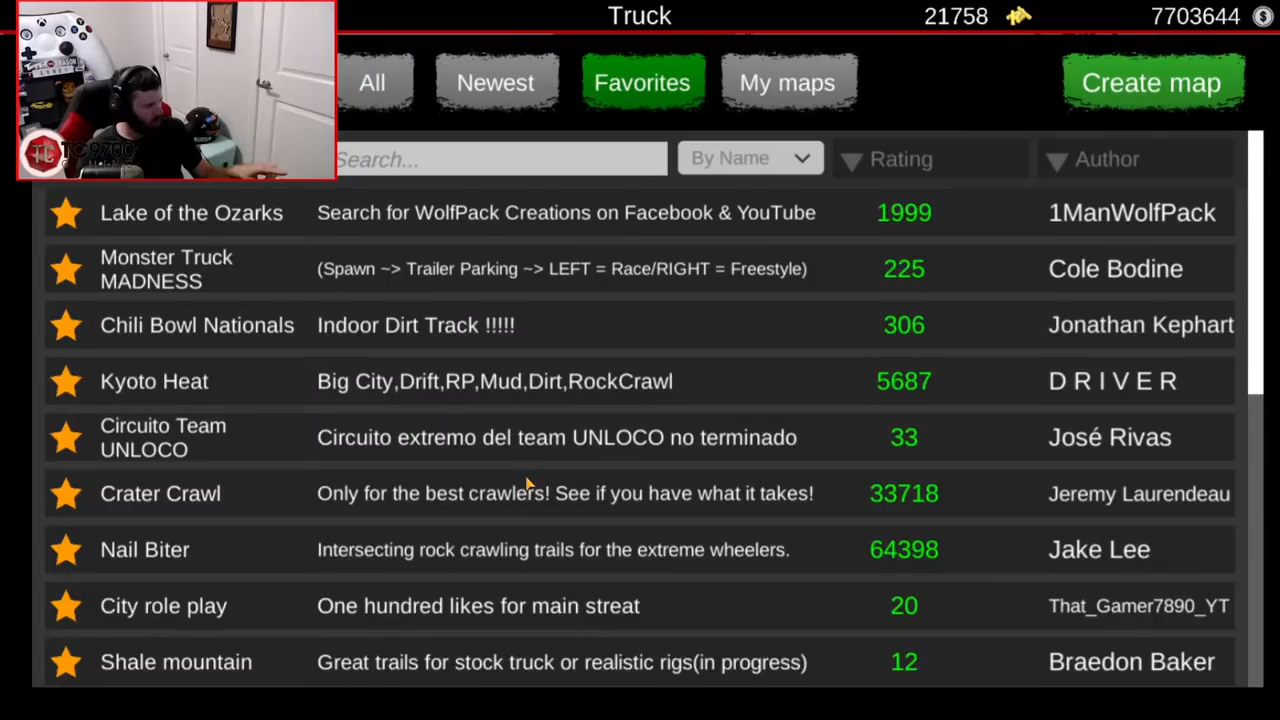 Truck
21758
7703644
All
Newest
Favorites
My maps
Create map
Search...
By Name
Rating
Author
Lake of the Ozarks
Search for WolfPack Creations on Facebook & YouTube
1999
1ManWolfPack
Monster Truck
MADNESS
(Spawn ~> Trailer Parking ~> LEFT = Race/RIGHT = Freestyle)
225
Cole Bodine
Chili Bowl Nationals
Indoor Dirt Track !!!!!
306
Jonathan Kephart
Kyoto Heat
Big City,Drift,RP,Mud,Dirt,RockCrawl
5687
D R I V E R
Circuito Team
UNLOCO
Circuito extremo del team UNLOCO no terminado
33
José Rivas
Crater Crawl
Only for the best crawlers! See if you have what it takes!
33718
Jeremy Laurendeau
Nail Biter
Intersecting rock crawling trails for the extreme wheelers.
64398
Jake Lee
City role play
One hundred likes for main streat
20
That_Gamer7890_YT
Shale mountain
Great trails for stock truck or realistic rigs(in progress)
12
Braedon Baker
TC
TC 9700